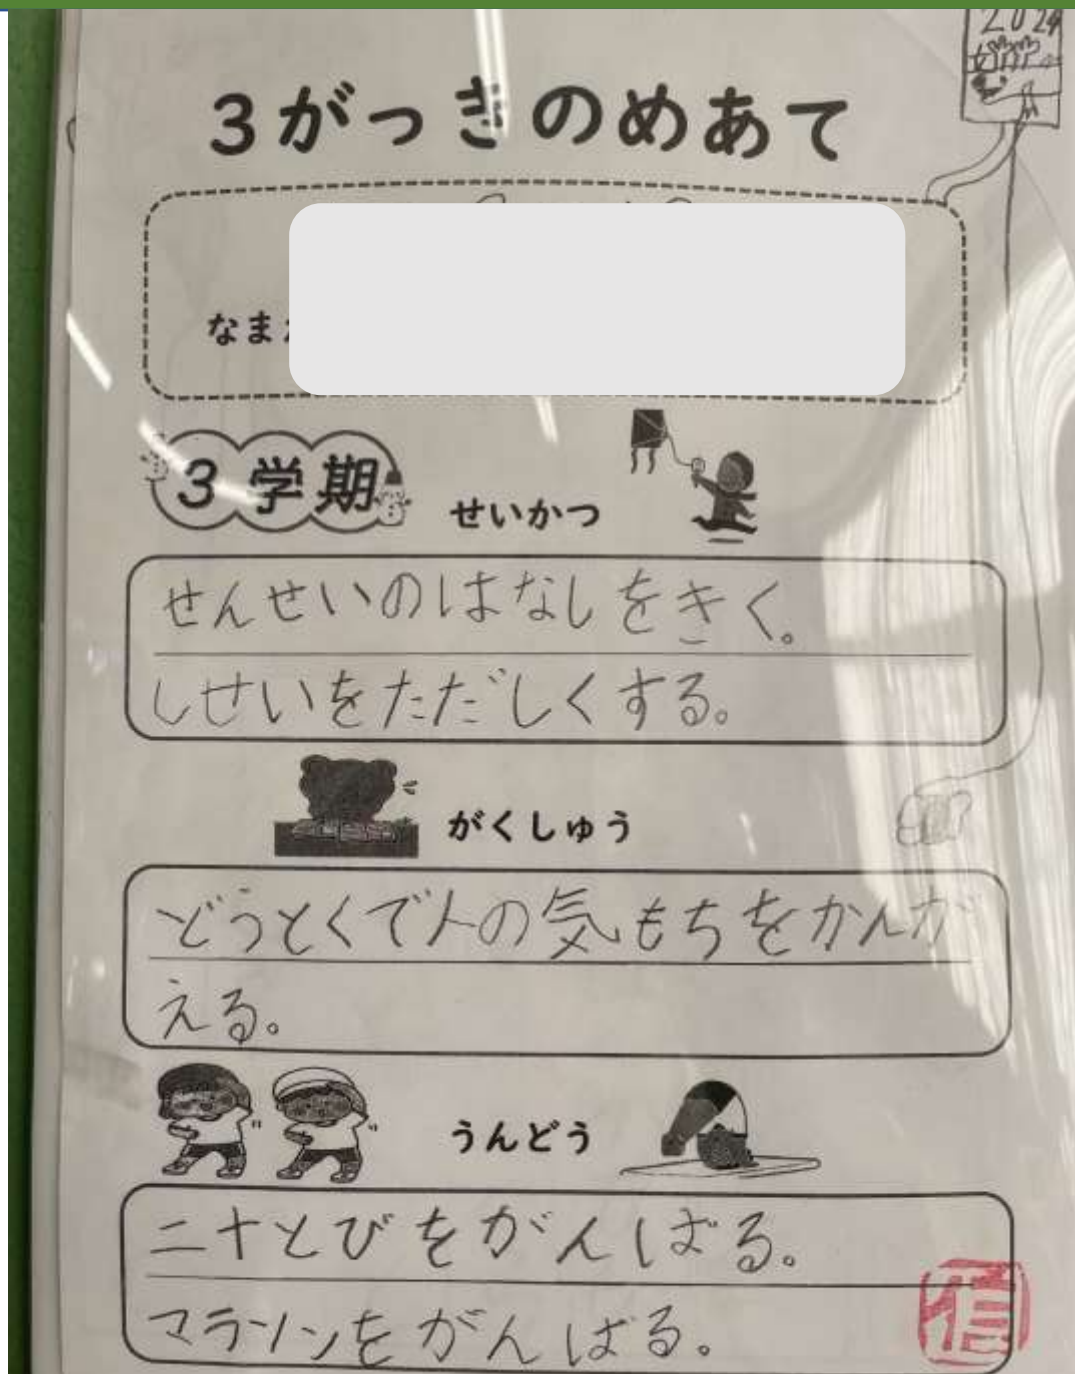 2024
3がっきのめあて
なまえ
3学期
せいかつ
せんせいのはなしをきく。
しせいをただしくする。
がくしゅう
どうとくで人の気もちをかんが
える。
うんどう
二十とびをがんばる。
マラソンをがんばる。
信